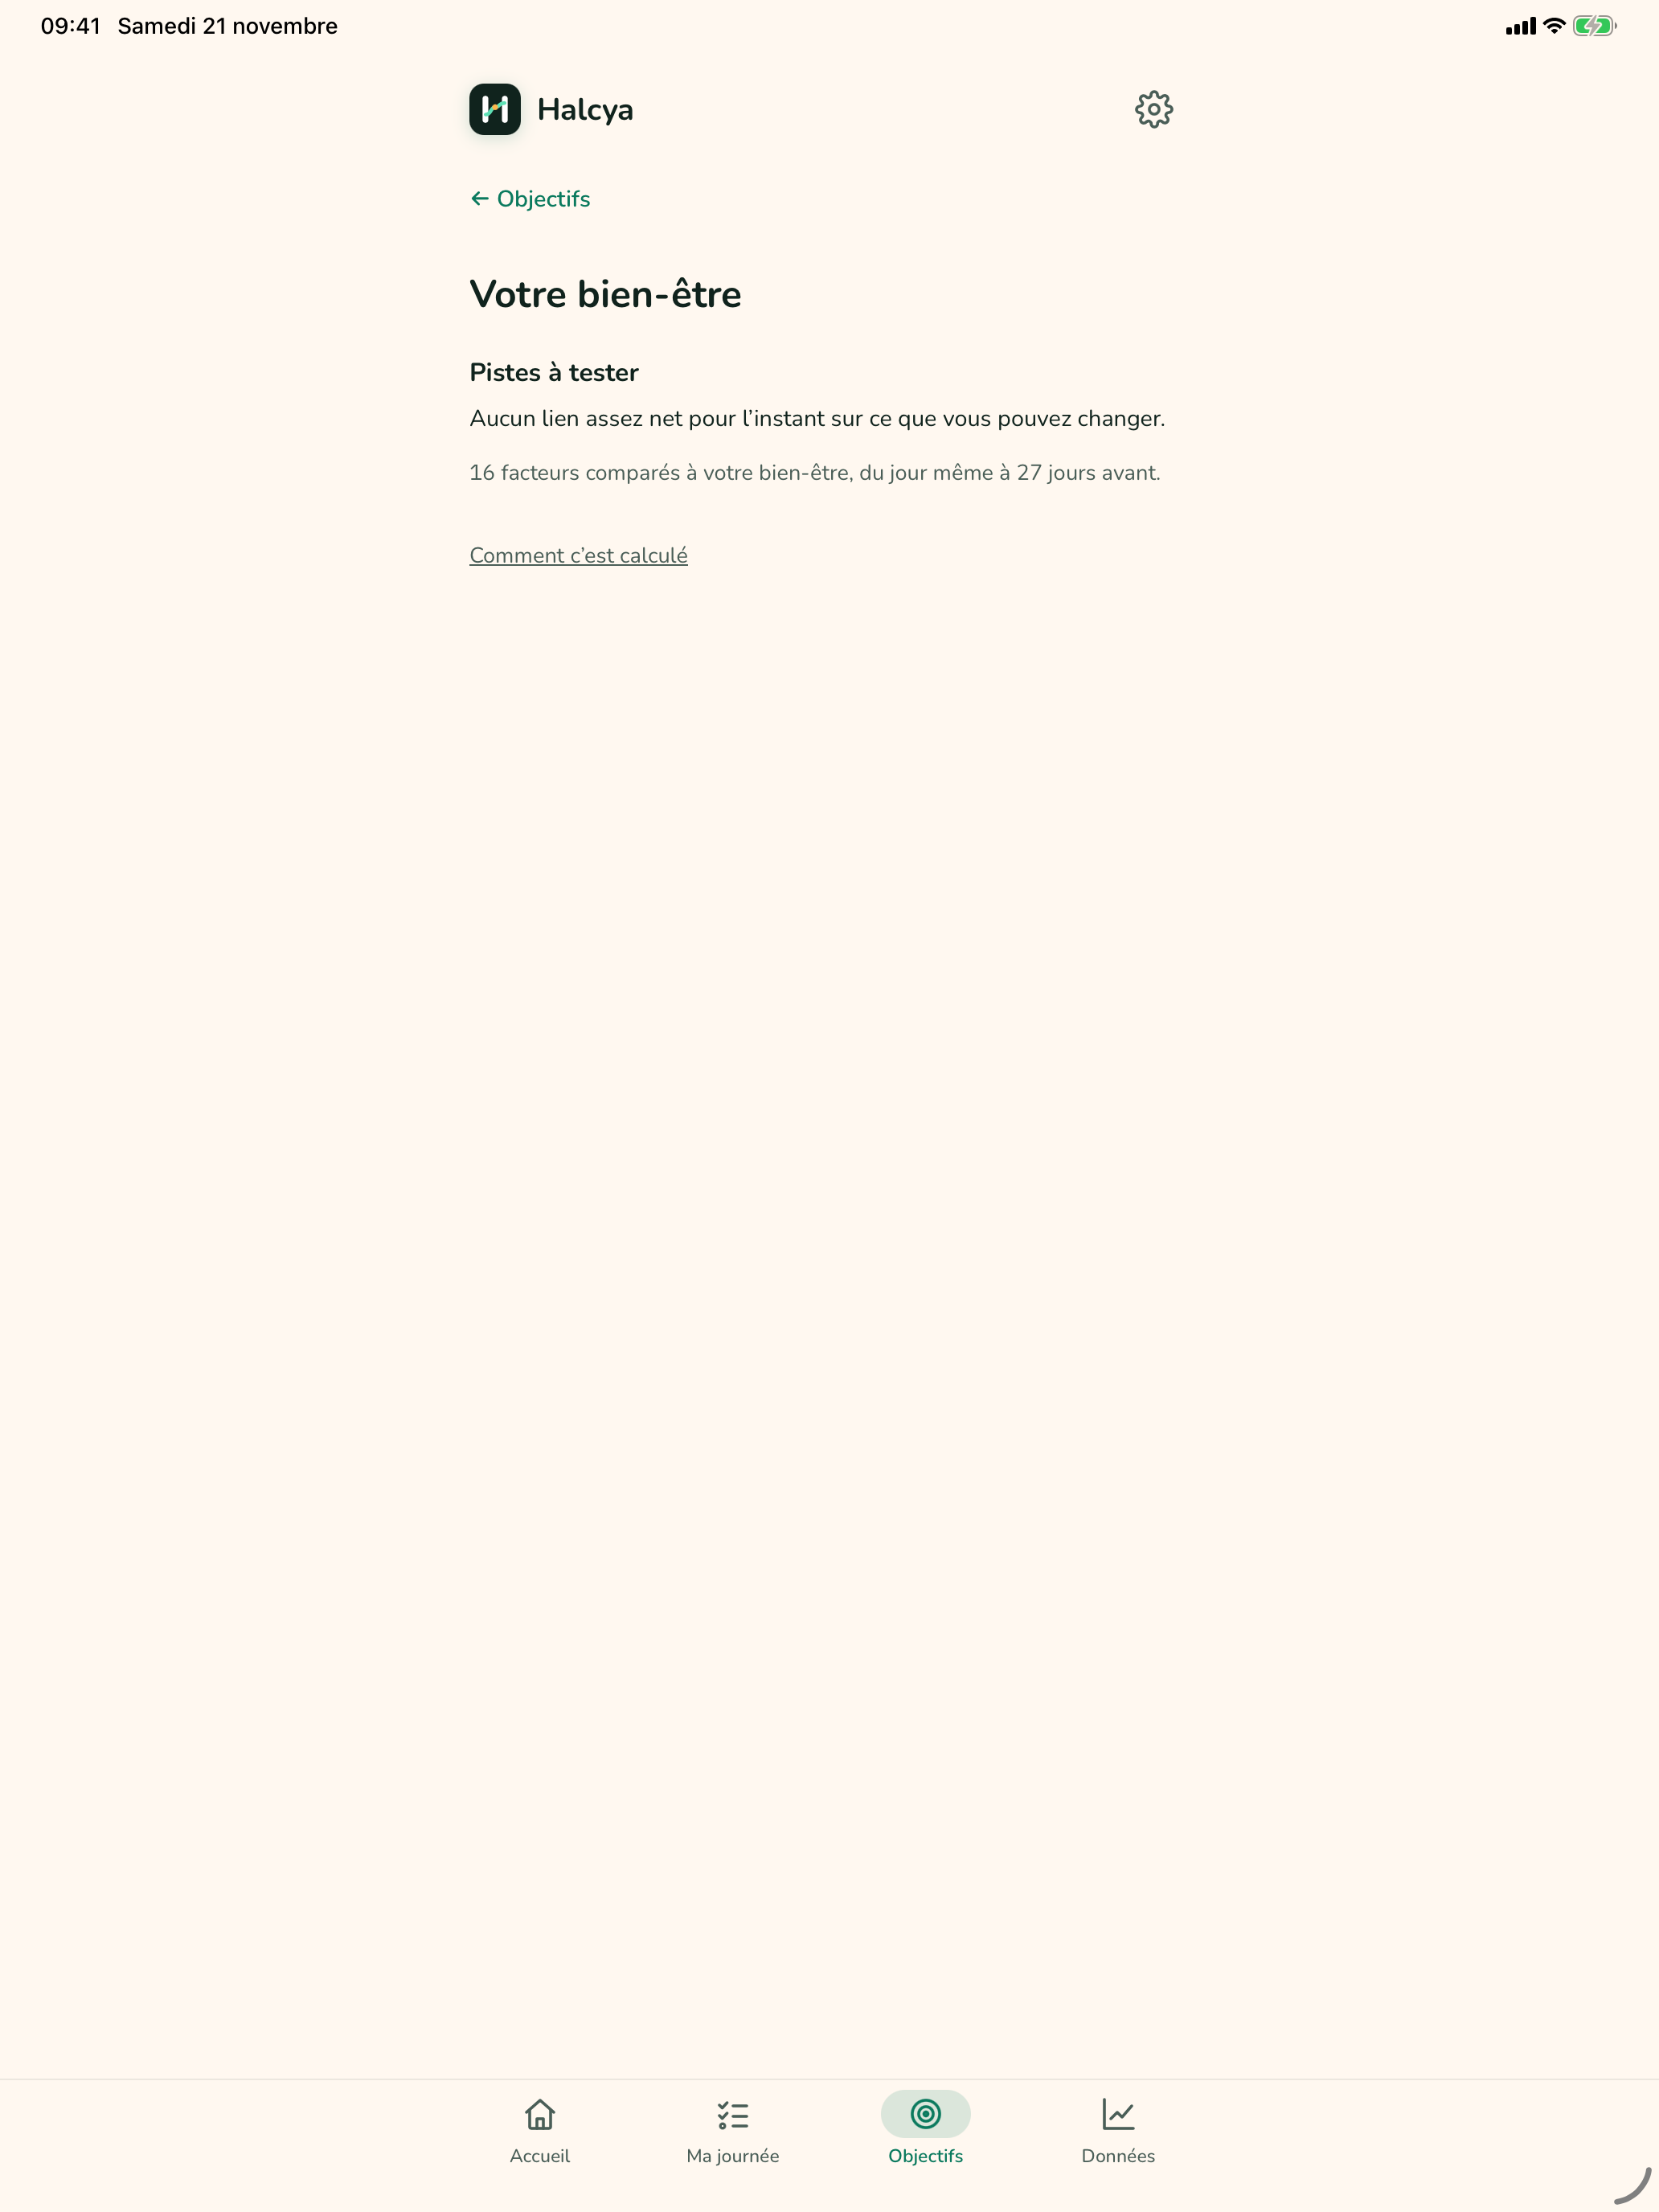 09:41 Samedi 21 novembre
Halcya
← Objectifs
Votre bien-être
Pistes à tester
Aucun lien assez net pour l’instant sur ce que vous pouvez changer.
16 facteurs comparés à votre bien-être, du jour même à 27 jours avant.
Comment c’est calculé
Accueil Ma journée Objectifs Données